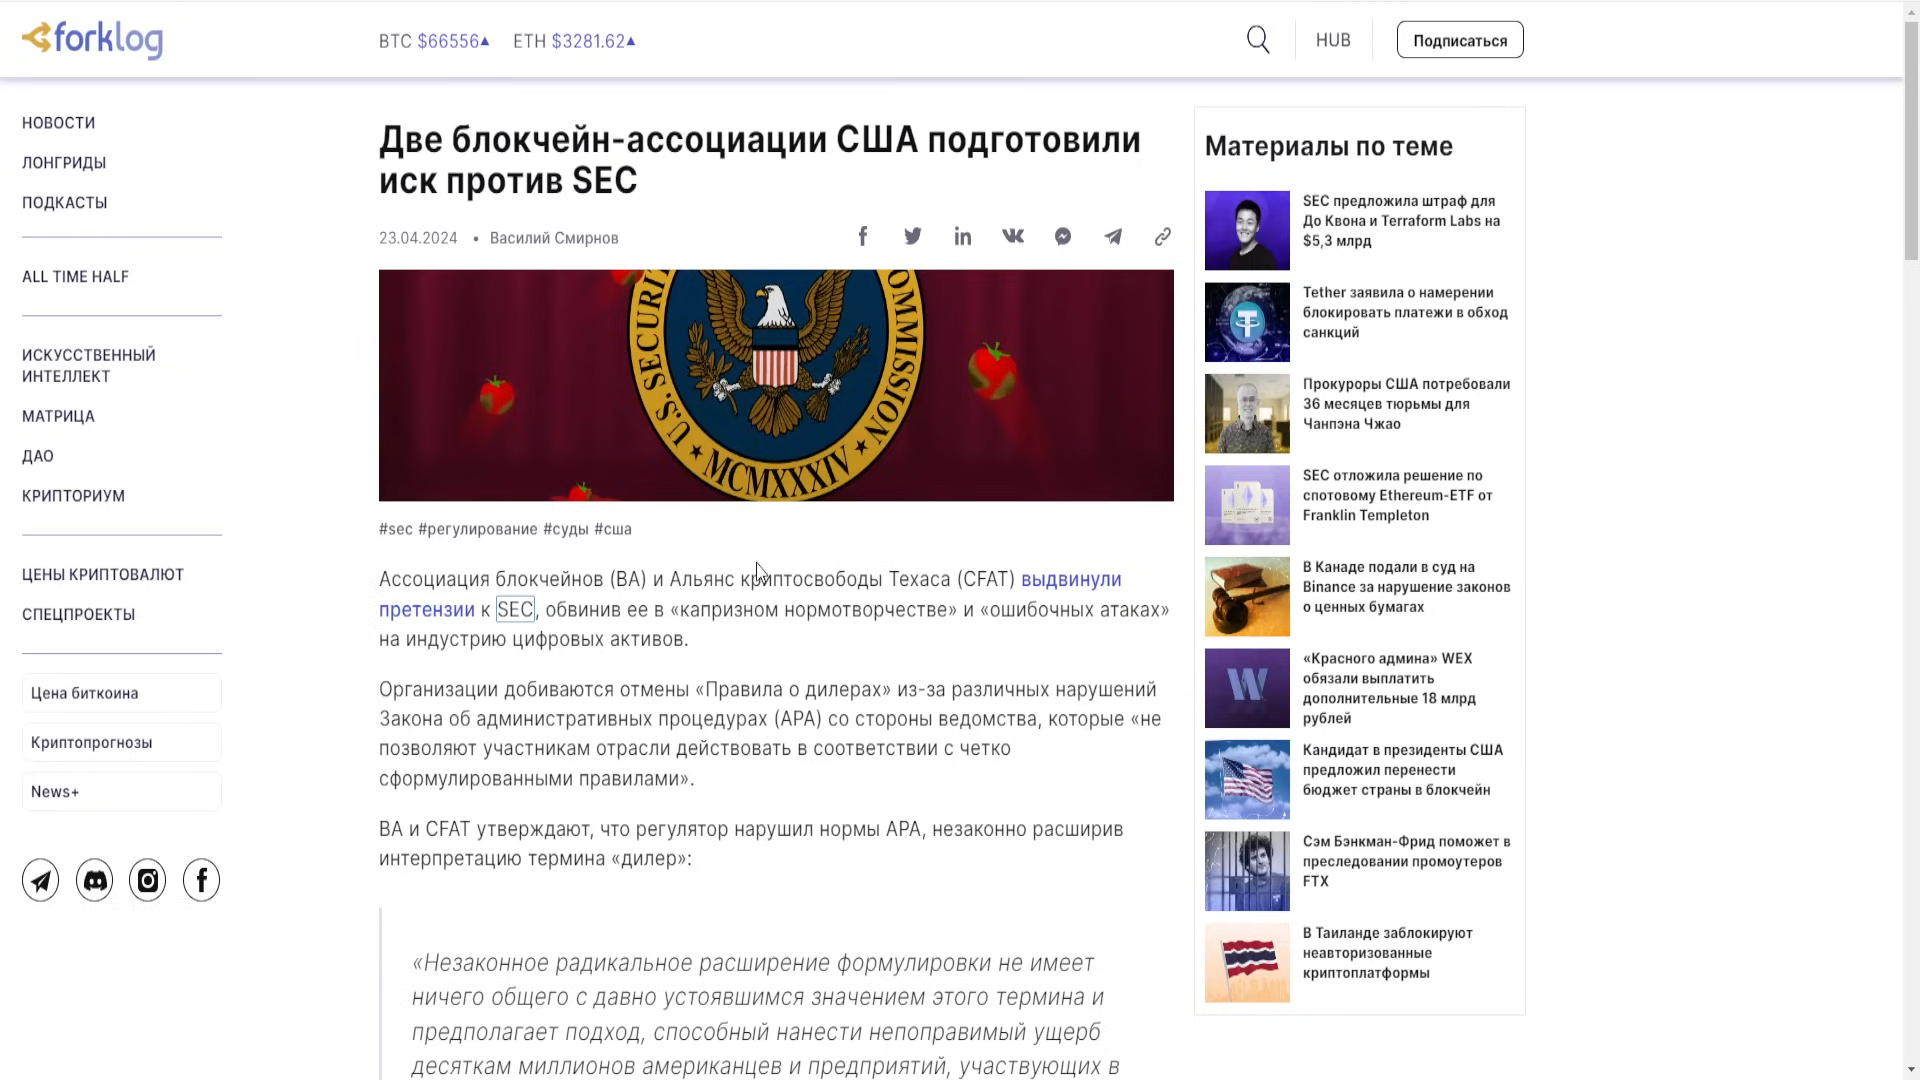 forklog
BTC $66556▲ ETH $3281.62▲
HUB
Подписаться
НОВОСТИ
ЛОНГРИДЫ
ПОДКАСТЫ
ALL TIME HALF
ИСКУССТВЕННЫЙ
ИНТЕЛЛЕКТ
МАТРИЦА
ДАО
КРИПТОРИУМ
ЦЕНЫ КРИПТОВАЛЮТ
СПЕЦПРОЕКТЫ
Цена биткоина
Криптопрогнозы
News+
Две блокчейн-ассоциации США подготовили
иск против SEC
23.04.2024 • Василий Смирнов
U.S. SECURI
OMMISSION
MCMXXXIV
#sec #регулирование #суды #сша
Ассоциация блокчейнов (BA) и Альянс криптосвободы Техаса (CFAT) выдвинули
претензии к SEC, обвинив ее в «капризном нормотворчестве» и «ошибочных атаках»
на индустрию цифровых активов.
Организации добиваются отмены «Правила о дилерах» из-за различных нарушений
Закона об административных процедурах (APA) со стороны ведомства, которые «не
позволяют участникам отрасли действовать в соответствии с четко
сформулированными правилами».
BA и CFAT утверждают, что регулятор нарушил нормы APA, незаконно расширив
интерпретацию термина «дилер»:
«Незаконное радикальное расширение формулировки не имеет
ничего общего с давно устоявшимся значением этого термина и
предполагает подход, способный нанести непоправимый ущерб
десяткам миллионов американцев и предприятий, участвующих в
Материалы по теме
SEC предложила штраф для
До Квона и Terraform Labs на
$5,3 млрд
Tether заявила о намерении
блокировать платежи в обход
санкций
Прокуроры США потребовали
36 месяцев тюрьмы для
Чанпэна Чжао
SEC отложила решение по
спотовому Ethereum-ETF от
Franklin Templeton
В Канаде подали в суд на
Binance за нарушение законов
о ценных бумагах
«Красного админа» WEX
обязали выплатить
дополнительные 18 млрд
рублей
Кандидат в президенты США
предложил перенести
бюджет страны в блокчейн
Сэм Бэнкман-Фрид поможет в
преследовании промоутеров
FTX
В Таиланде заблокируют
неавторизованные
криптоплатформы